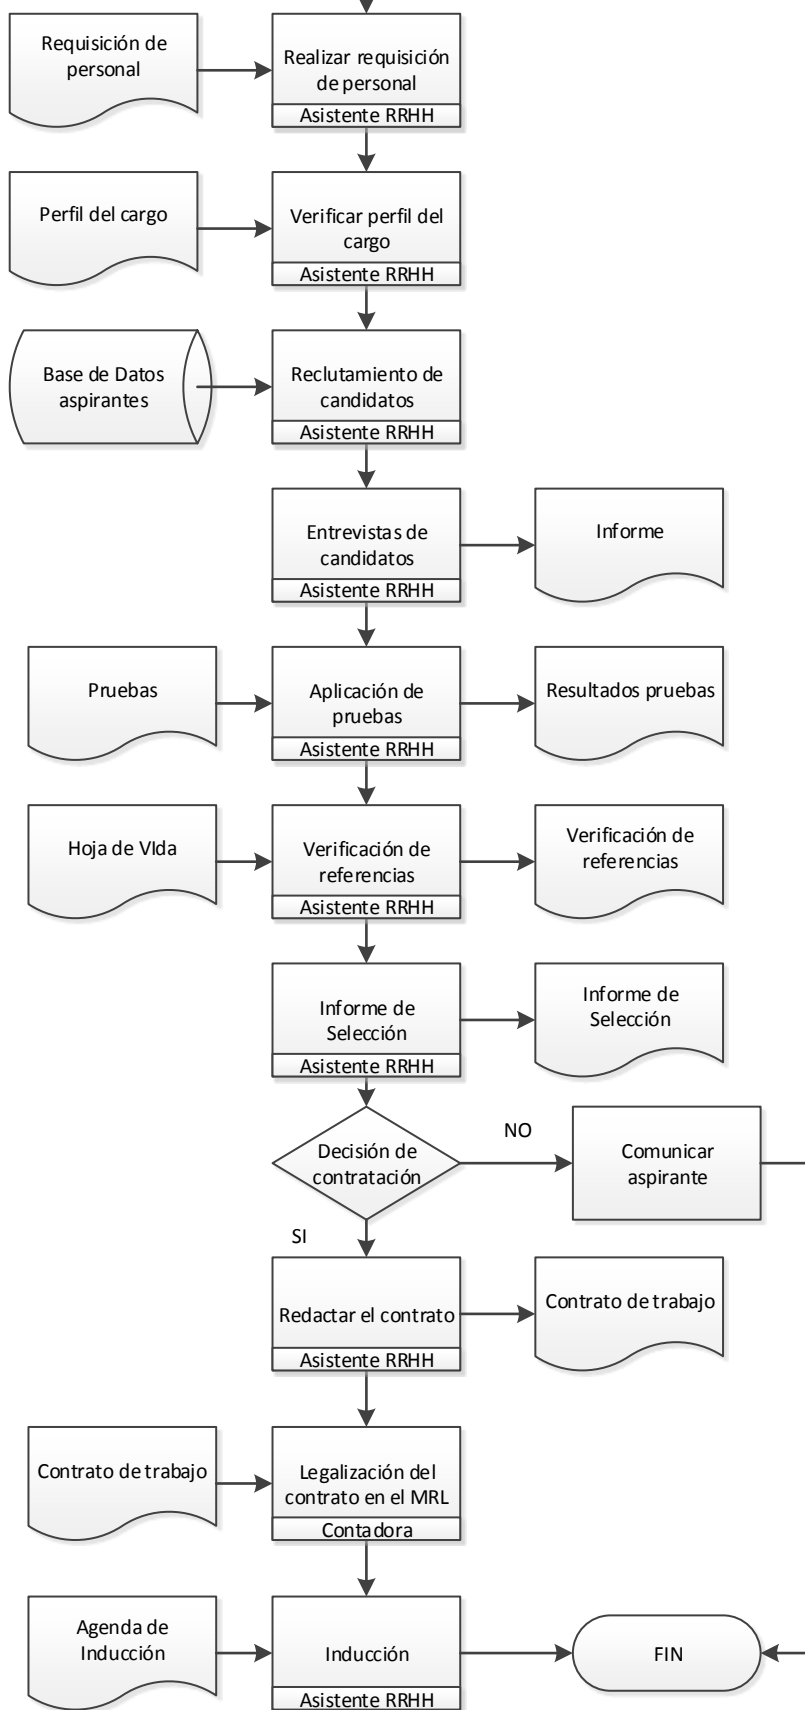 Requisición de
personal
Realizar requisición
de personal
Asistente RRHH
Perfil del cargo
Verificar perfil del
cargo
Asistente RRHH
Base de Datos
aspirantes
Reclutamiento de
candidatos
Asistente RRHH
Entrevistas de
candidatos
Asistente RRHH
Informe
Pruebas
Aplicación de
pruebas
Asistente RRHH
Resultados pruebas
Hoja de VIda
Verificación de
referencias
Asistente RRHH
Verificación de
referencias
Informe de
Selección
Asistente RRHH
Informe de
Selección
Decisión de
contratación
NO
Comunicar
aspirante
SI
Redactar el contrato
Asistente RRHH
Contrato de trabajo
Contrato de trabajo
Legalización del
contrato en el MRL
Contadora
Agenda de
Inducción
Inducción
Asistente RRHH
FIN